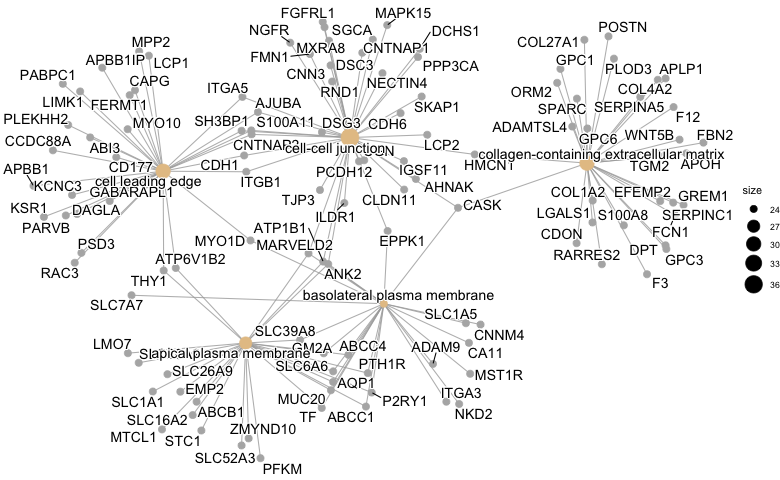 FGFRL1
MAPK15
NGFR
SGCA
DCHS1
POSTN
MPP2
MXRA8
CNTNAP1
COL27A1
APBB1IP
LCP1
FMN1
DSC3
PPP3CA
GPC1
PABPC1
CAPG
CNN3
NECTIN4
PLOD3
APLP1
ITGA5
RND1
ORM2
COL4A2
LIMK1
FERMT1
AJUBA
SKAP1
SPARC
SERPINA5
PLEKHH2
MYO10
SH3BP1
S100A11
DSG3
CDH6
ADAMTSL4
F12
CCDC88A
ABI3
GPC6
WNT5B
FBN2
LCP2
cell-cell junction
collagen-containing extracellular matrix
APBB1
CD177
CDH1
HMCN1
TGM2
APOH
KCNC3
cell leading edge
ITGB1
PCDH12
IGSF11
GABARAPL1
AHNAK
COL1A2
EFEMP2
GREM1
KSR1
DAGLA
TJP3
CLDN11
CASK
LGALS1
S100A8
SERPINC1
PARVB
ILDR1
CDON
FCN1
PSD3
MYO1D
ATP1B1
EPPK1
RARRES2
DPT
GPC3
RAC3
ATP6V1B2
MARVELD2
F3
THY1
ANK2
SLC7A7
basolateral plasma membrane
SLC1A5
LMO7
SLC39A8
CNNM4
apical plasma membrane
GM2A
ABCC4
ADAM9
CA11
SLC26A9
SLC6A6
PTH1R
MST1R
SLC1A1
EMP2
AQP1
ITGA3
SLC16A2
ABCB1
MUC20
P2RY1
NKD2
MTCL1
STC1
ZMYND10
TF
ABCC1
SLC52A3
PFKM
size
24
27
30
33
36